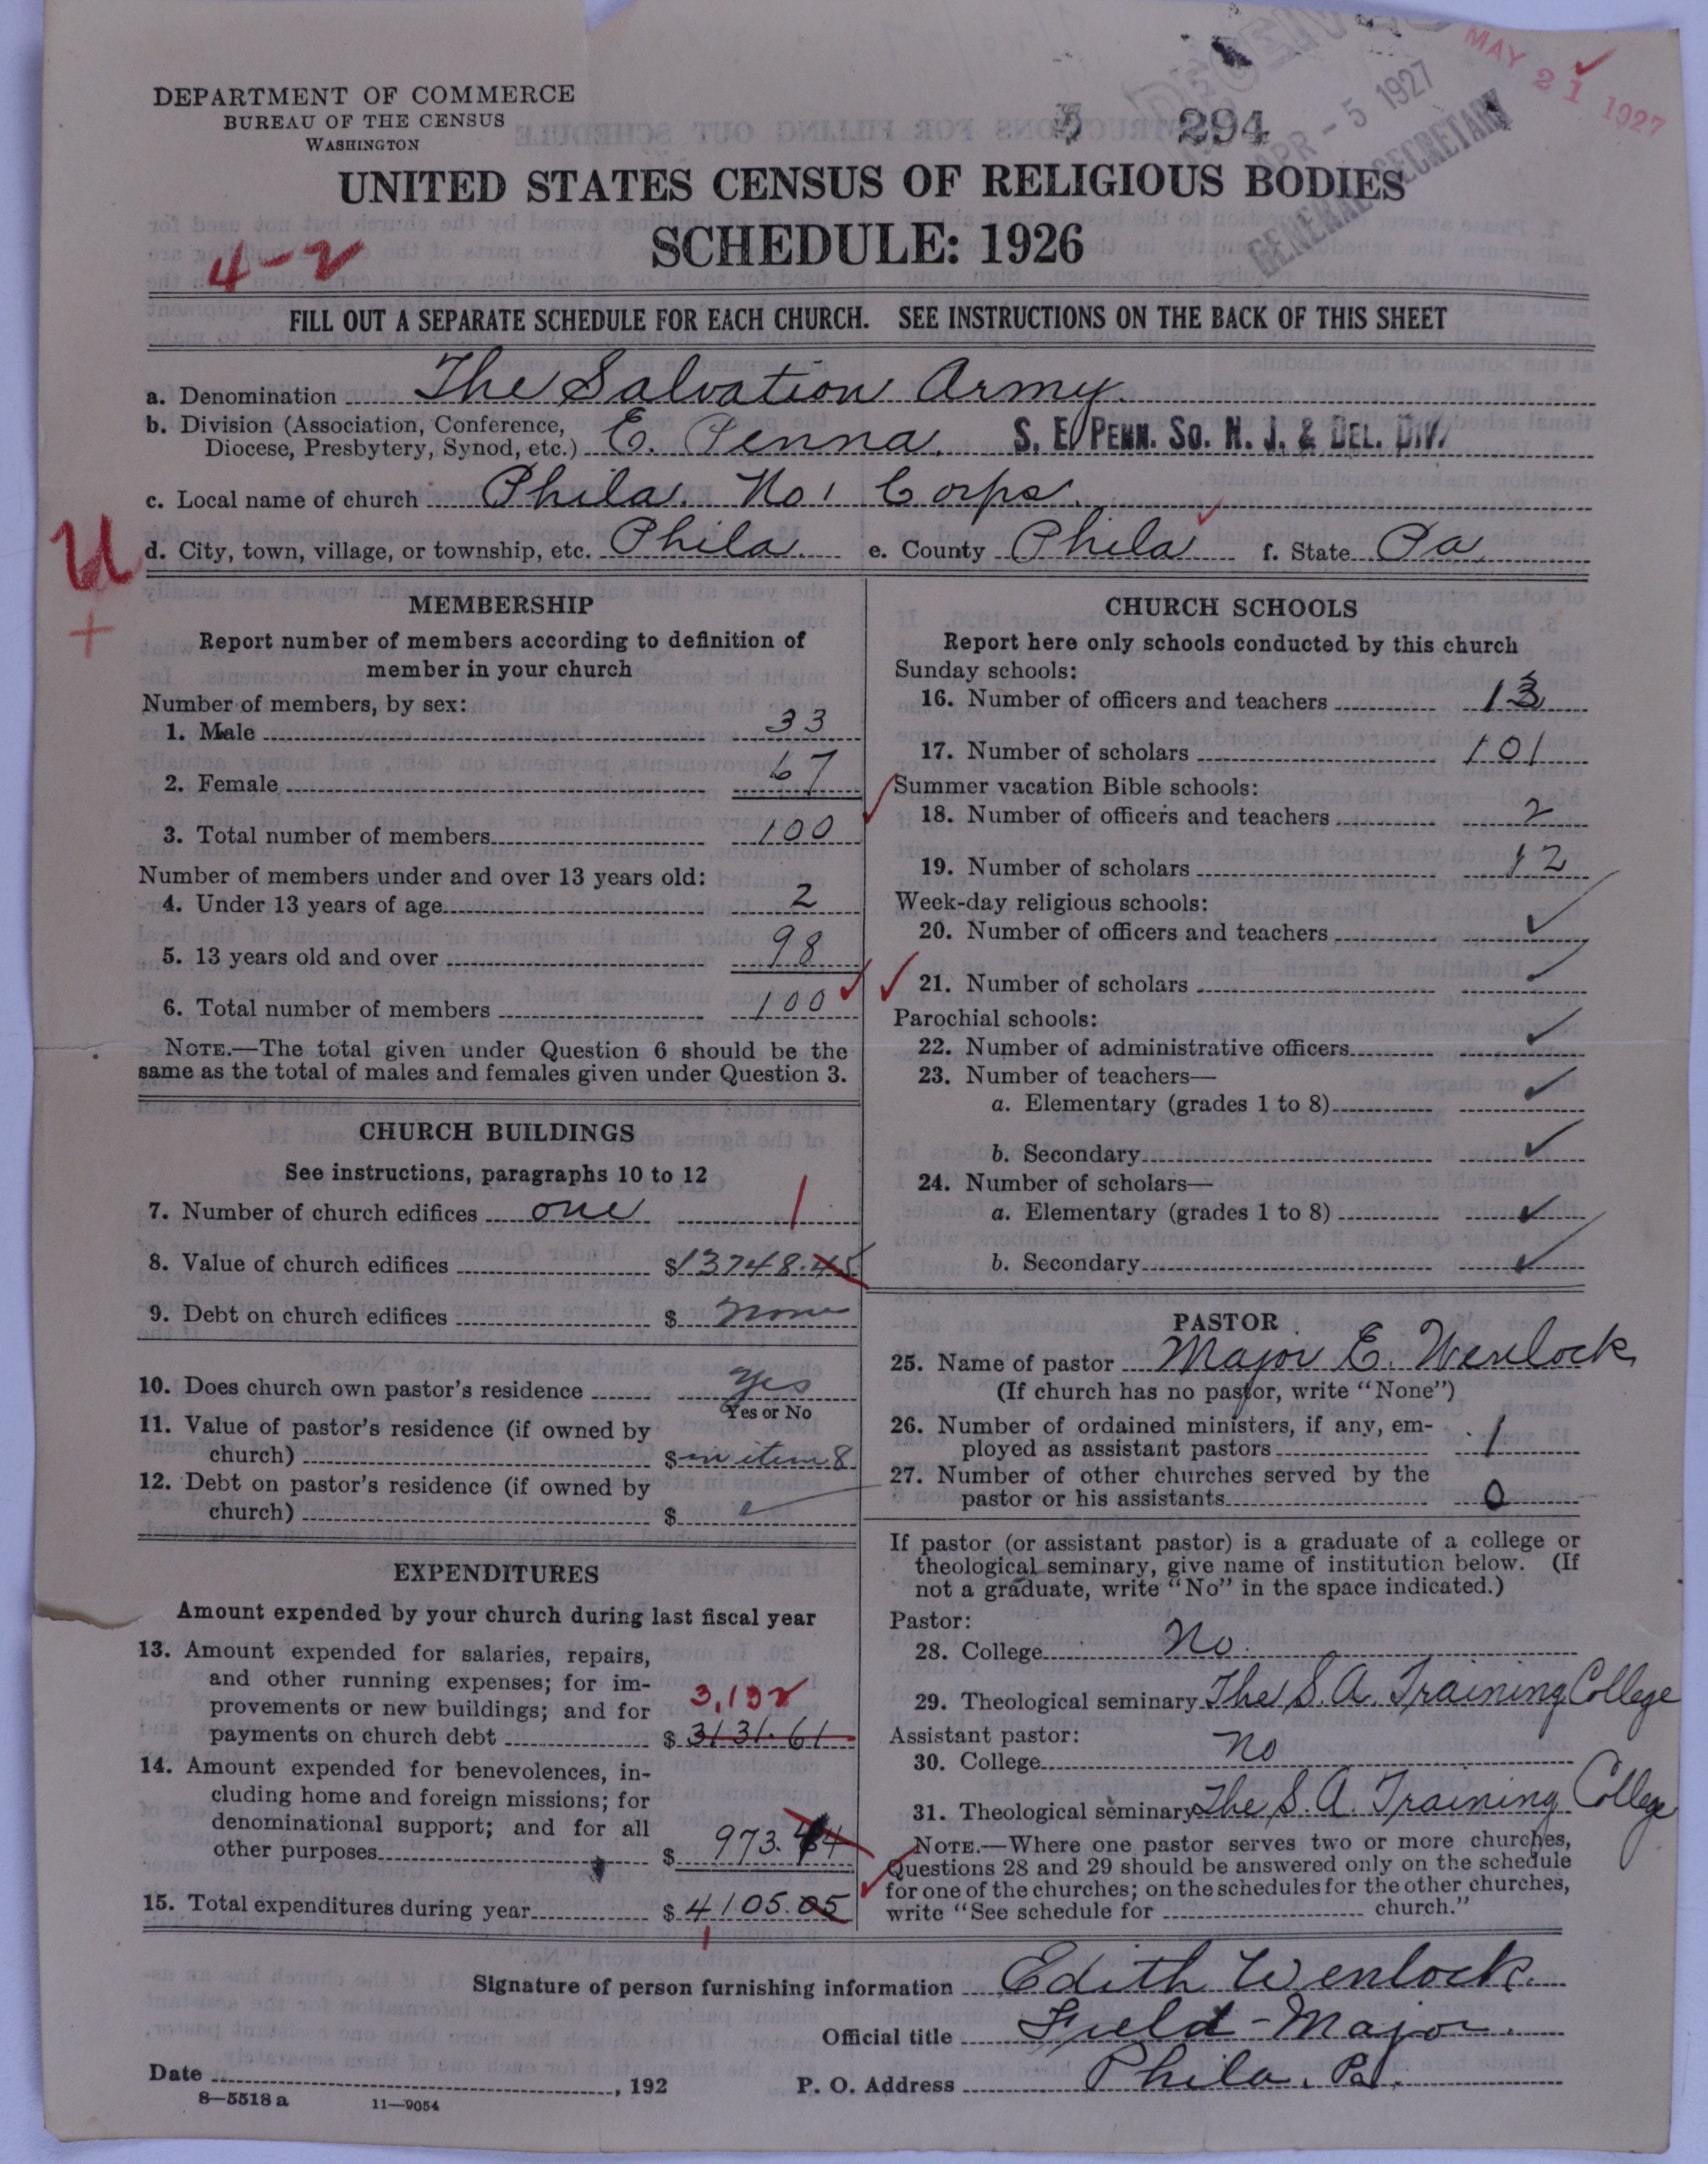 DEPARTMENT OF COMMERCE
BUREAU OF THE CENSUS
WASHINGTON
294
APR - 5 1927
GENERAL SECRETARY
MAY 21 1927
UNITED STATES CENSUS OF RELIGIOUS BODIES
SCHEDULE: 1926
4-2
FILL OUT A SEPARATE SCHEDULE FOR EACH CHURCH. SEE INSTRUCTIONS ON THE BACK OF THIS SHEET
a. Denomination The Salvation Army.
b. Division (Association, Conference,
Diocese, Presbytery, Synod, etc.) E. Penna. S. E. PENN. SO. N. J. & DEL. DIV.
c. Local name of church Phila. No. 1 Corps.
U
d. City, town, village, or township, etc. Phila. e. County Phila f. State Pa.
+
MEMBERSHIP
Report number of members according to definition of
member in your church
Number of members, by sex:
1. Male 33
2. Female 67
3. Total number of members 100
Number of members under and over 13 years old:
4. Under 13 years of age 2
5. 13 years old and over 98
6. Total number of members 100
NOTE.—The total given under Question 6 should be the
same as the total of males and females given under Question 3.
CHURCH BUILDINGS
See instructions, paragraphs 10 to 12
7. Number of church edifices one 1
8. Value of church edifices $13748.45
9. Debt on church edifices $ none
10. Does church own pastor's residence yes
Yes or No
11. Value of pastor's residence (if owned by
church) $ in item 8
12. Debt on pastor's residence (if owned by
church) $
EXPENDITURES
Amount expended by your church during last fiscal year
13. Amount expended for salaries, repairs,
and other running expenses; for im-
provements or new buildings; and for 3,132
payments on church debt $ 3131.61
14. Amount expended for benevolences, in-
cluding home and foreign missions; for
denominational support; and for all
other purposes $ 973.44
15. Total expenditures during year $ 4105.05
CHURCH SCHOOLS
Report here only schools conducted by this church
Sunday schools:
16. Number of officers and teachers 13
17. Number of scholars 101
Summer vacation Bible schools:
18. Number of officers and teachers 2
19. Number of scholars 12
Week-day religious schools:
20. Number of officers and teachers
21. Number of scholars
Parochial schools:
22. Number of administrative officers
23. Number of teachers—
a. Elementary (grades 1 to 8)
b. Secondary
24. Number of scholars—
a. Elementary (grades 1 to 8)
b. Secondary
PASTOR
25. Name of pastor Major E. Wenlock
(If church has no pastor, write "None")
26. Number of ordained ministers, if any, em-
ployed as assistant pastors 1
27. Number of other churches served by the
pastor or his assistants 0
If pastor (or assistant pastor) is a graduate of a college or
theological seminary, give name of institution below. (If
not a graduate, write "No" in the space indicated.)
Pastor:
28. College No.
29. Theological seminary The S. A. Training College
Assistant pastor:
30. College no
31. Theological seminary The S. A. Training College
NOTE.—Where one pastor serves two or more churches,
Questions 28 and 29 should be answered only on the schedule
for one of the churches; on the schedules for the other churches,
write "See schedule for church."
Signature of person furnishing information Edith Wenlock.
Official title Field-Major.
Date , 192 P. O. Address Phila. Pa.
8—5518 a 11—9054